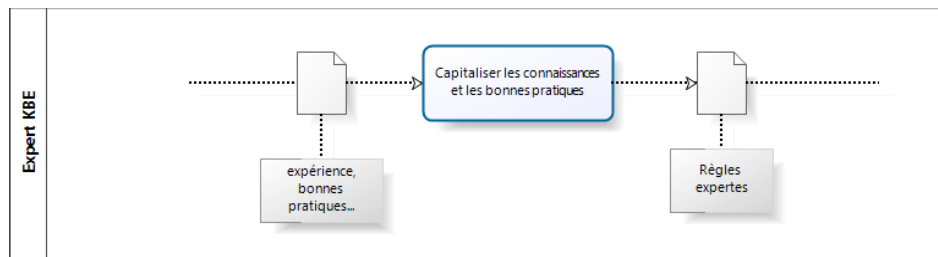 Expert KBE
Capitaliser les connaissances
et les bonnes pratiques
expérience,
bonnes
pratiques...
Règles
expertes